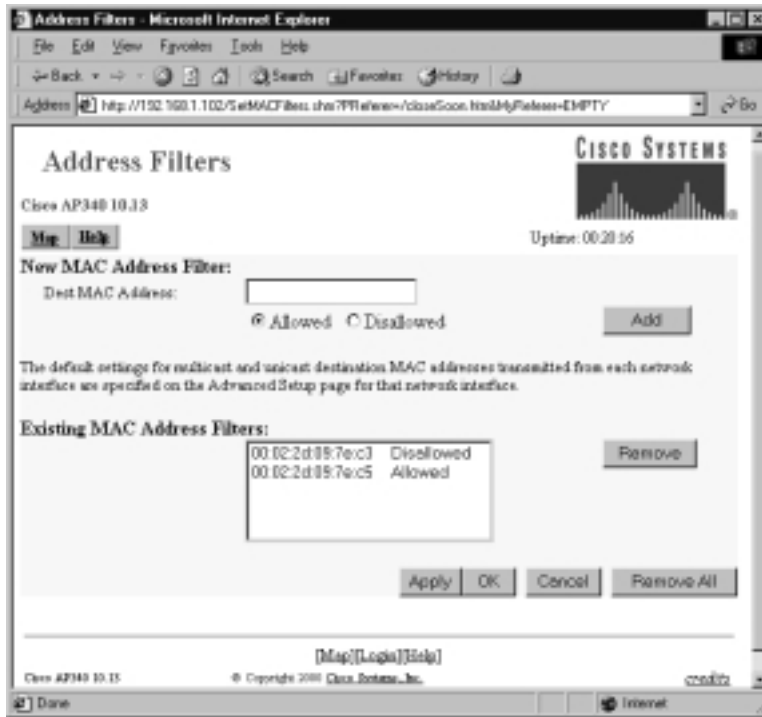 Address Filters - Microsoft Internet Explorer
File Edit View Favorites Tools Help
Back Search Favorites History
Address http://192.168.1.102/SetMACFilters.shm?PReferer=/closeSoon.htm&MyReferer=EMPTY Go
Address Filters
CISCO SYSTEMS
Cisco AP340 10.13
Map Help
Uptime: 00:20:16
New MAC Address Filter:
Dest MAC Address:
Allowed Disallowed
Add
The default settings for multicast and unicast destination MAC addresses transmitted from each network
interface are specified on the Advanced Setup page for that network interface.
Existing MAC Address Filters:
00:02:2d:09:7e:c3 Disallowed
00:02:2d:09:7e:c5 Allowed
Remove
Apply OK Cancel Remove All
[Map][Login][Help]
Cisco AP340 10.13 © Copyright 2000 Cisco Systems, Inc. credits
Done Internet